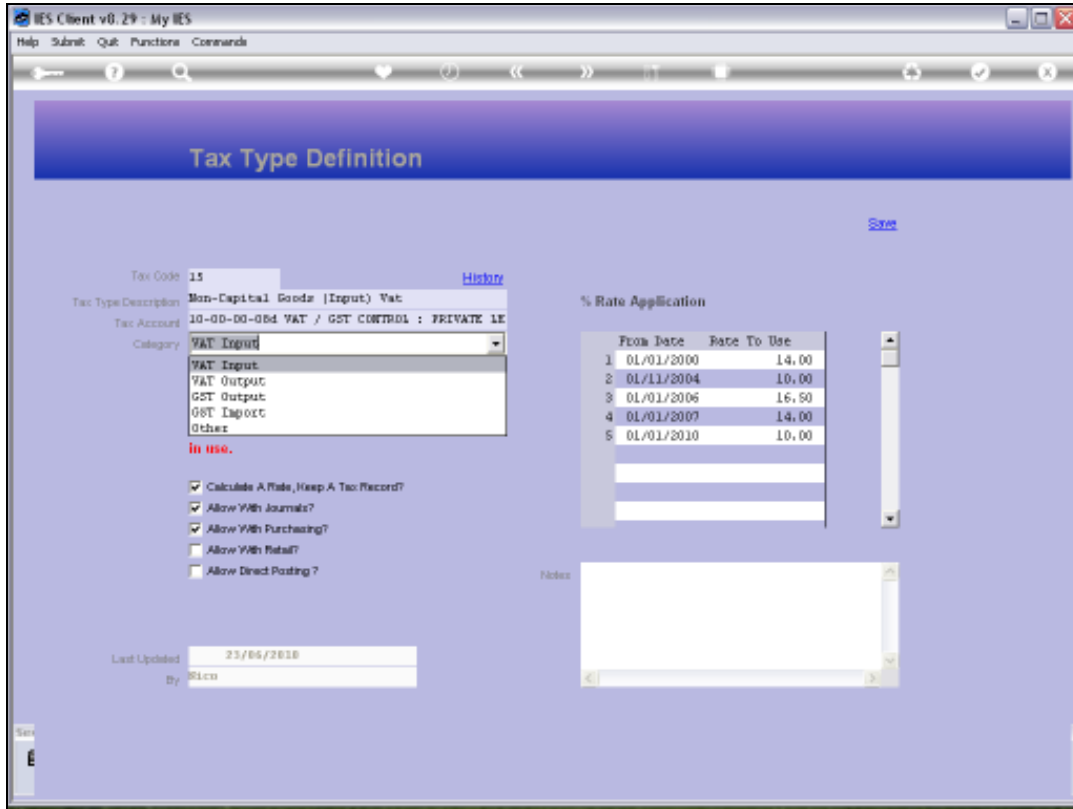 IES Client v8.29 : My IES
Help Submit Quit Functions Commands
Tax Type Definition
Save
Tax Code 15 History
Tax Type Description Non-Capital Goods (Input) Vat
Tax Account 10-00-00-08d VAT / GST CONTROL : PRIVATE LE
Category VAT Input
VAT Input
VAT Output
GST Output
GST Import
Other
in use.
Calculate A Rate, Keep A Tax Record?
Allow With Journals?
Allow With Purchasing?
Allow With Retail?
Allow Direct Posting ?
% Rate Application
From Date Rate To Use
1 01/01/2000 14.00
2 01/11/2004 10.00
3 01/01/2006 16.50
4 01/01/2007 14.00
5 01/01/2010 10.00
Notes
Last Updated 23/06/2010
By Nico